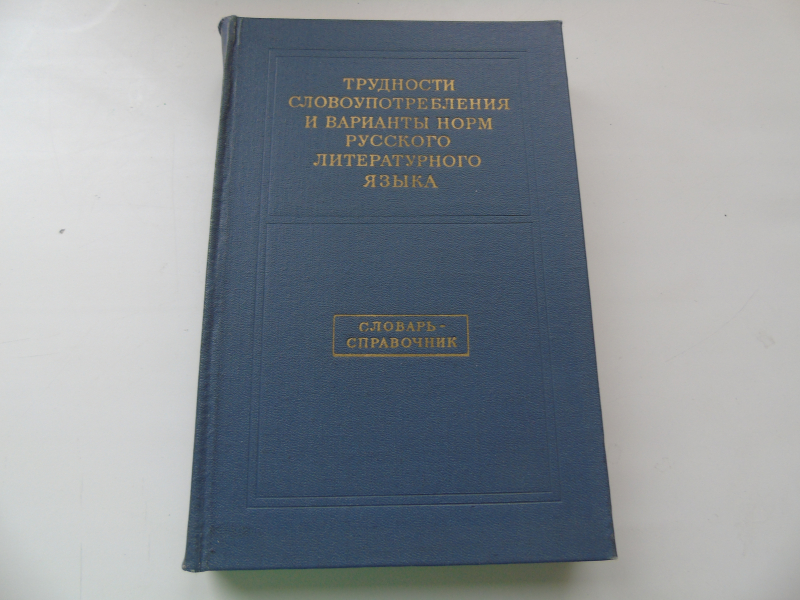 ТРУДНОСТИ
СЛОВОУПОТРЕБЛЕНИЯ
И ВАРИАНТЫ НОРМ
РУССКОГО
ЛИТЕРАТУРНОГО
ЯЗЫКА
СЛОВАРЬ-
СПРАВОЧНИК